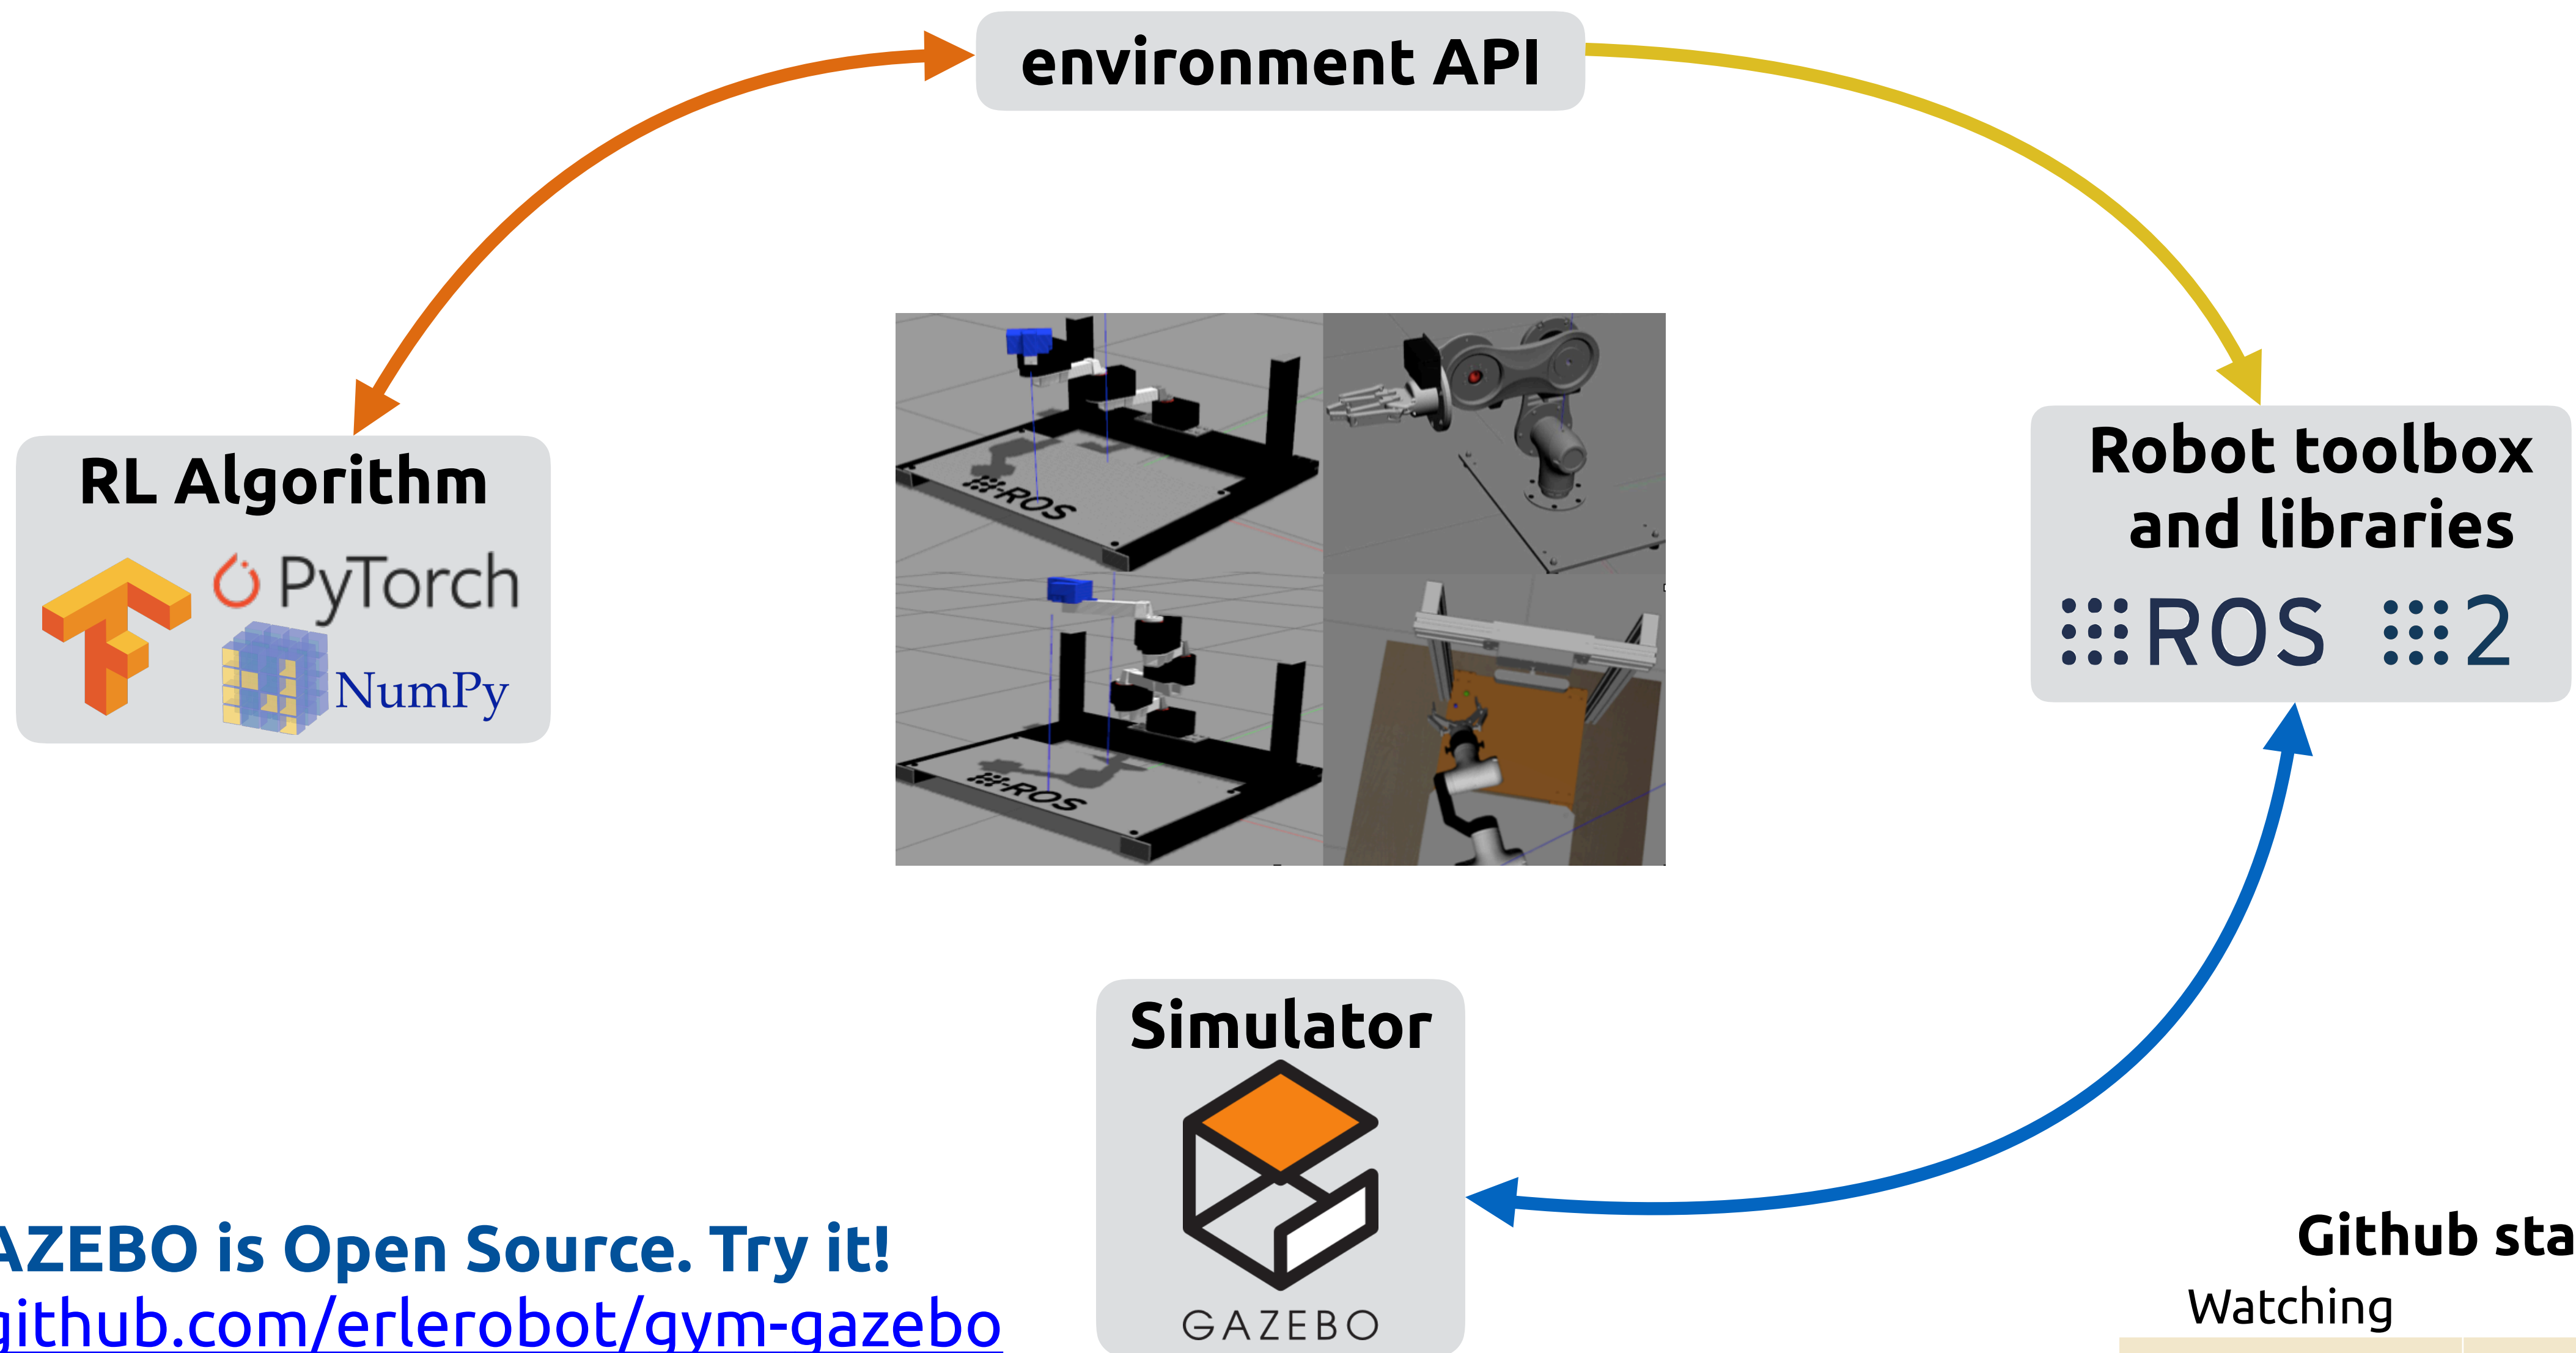 environment API
RL Algorithm
PyTorch
NumPy
Robot toolbox
and libraries
ROS 2
ROS
ROS
Simulator
GAZEBO
AZEBO is Open Source. Try it!
github.com/erlerobot/gym-gazebo
Github sta
Watching